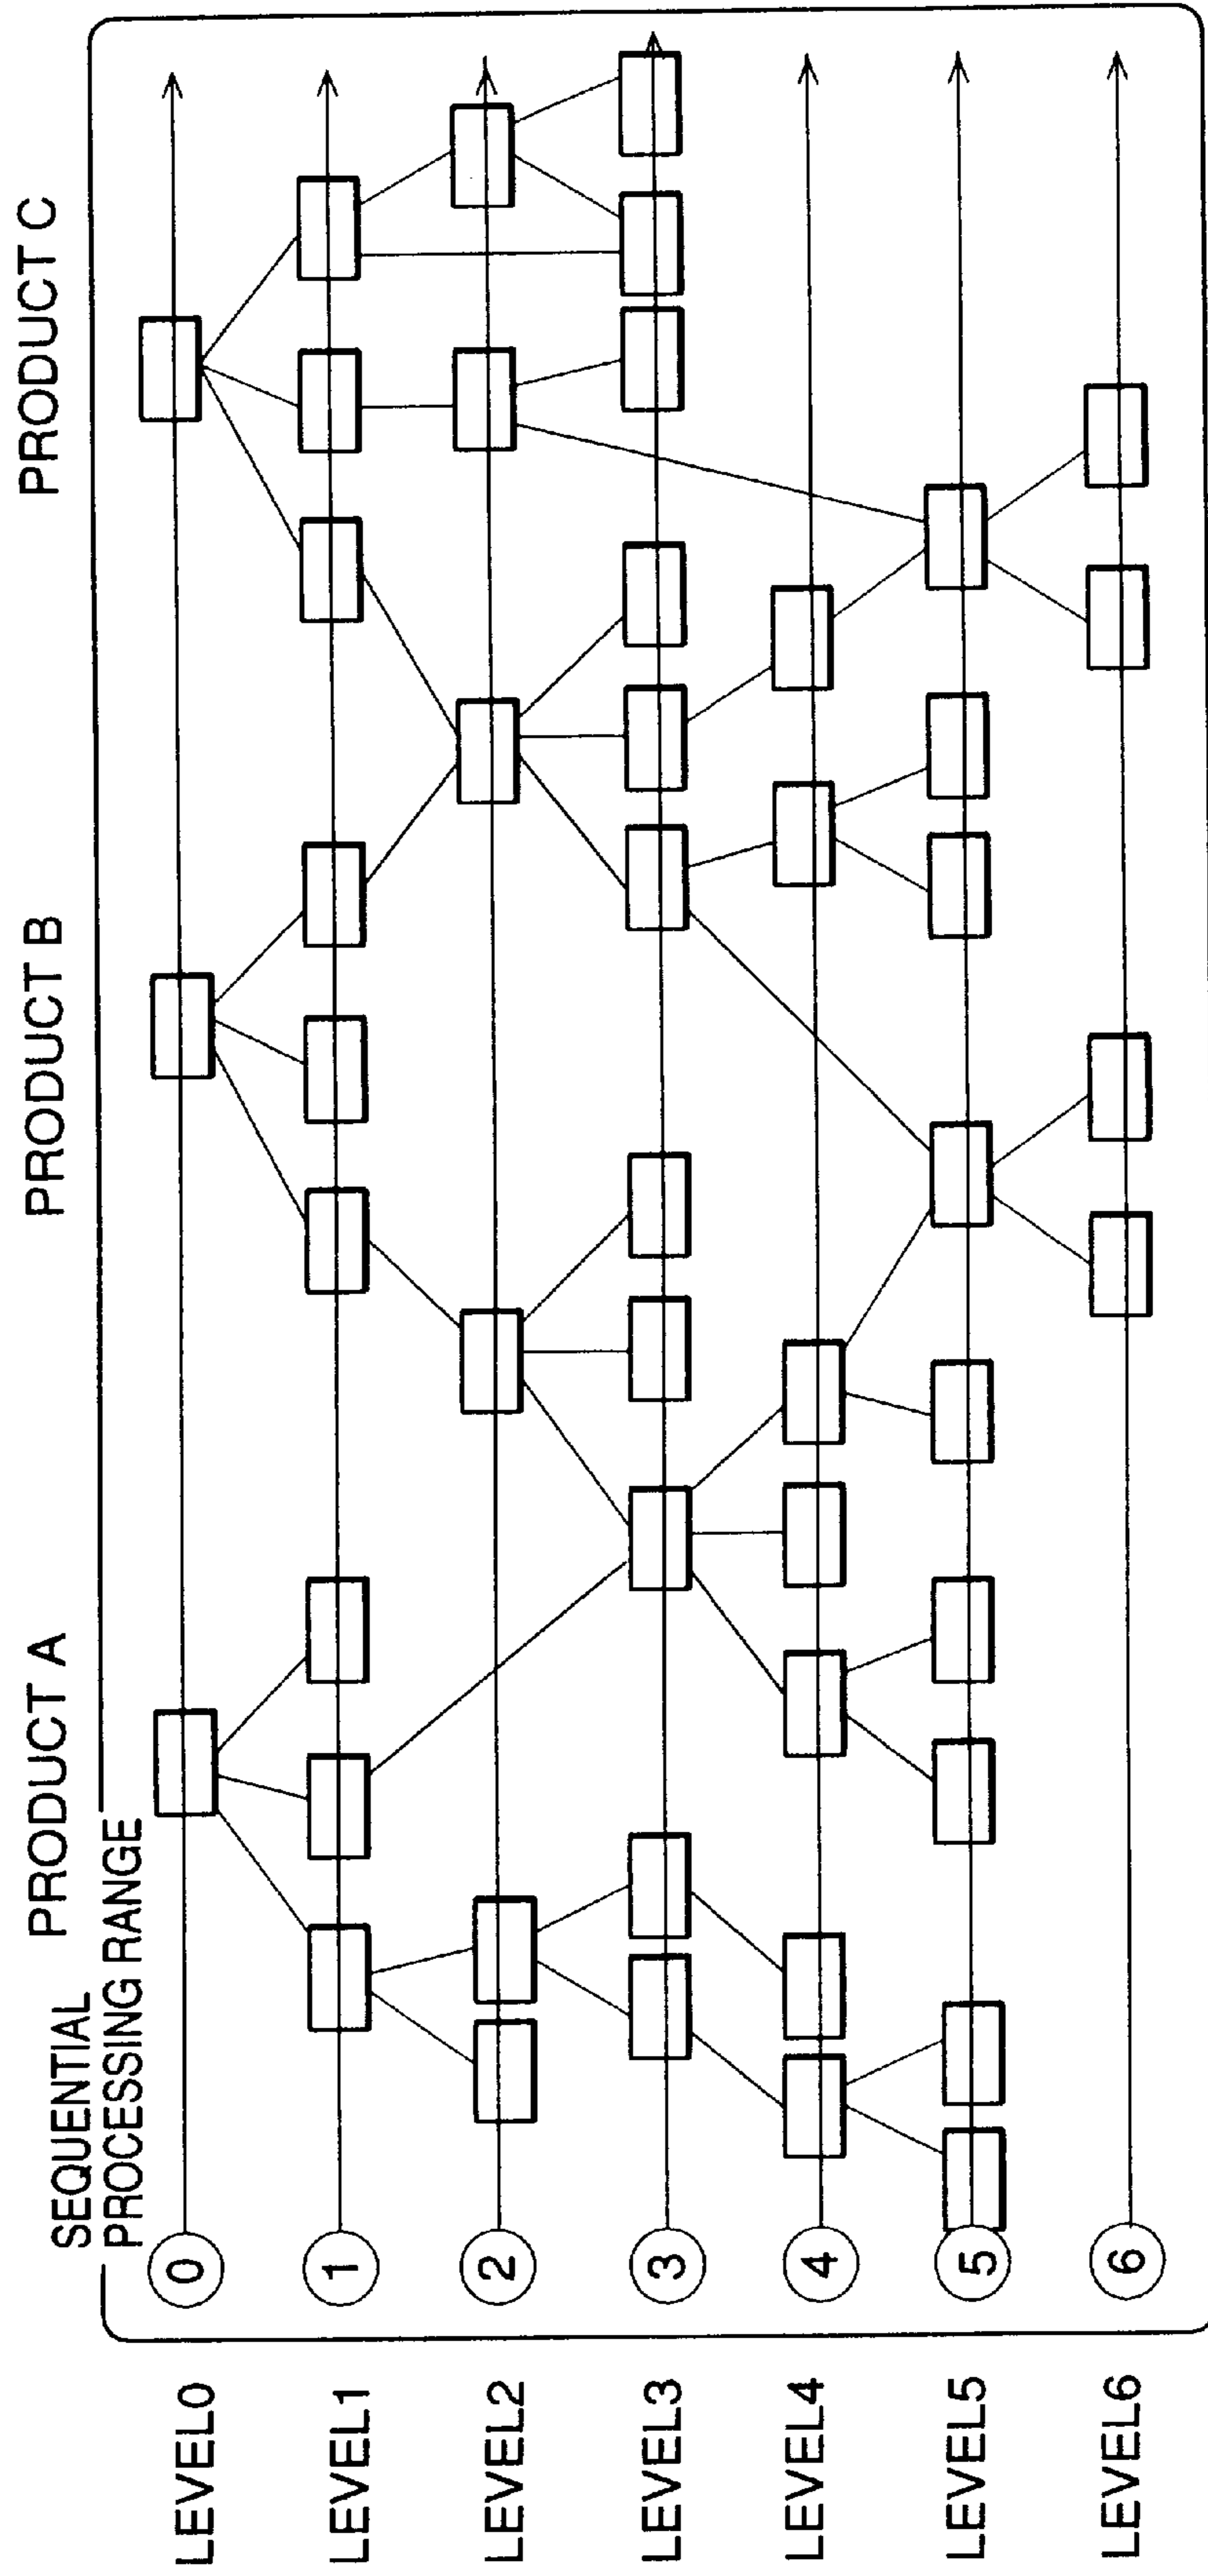 PRODUCT A
PRODUCT B
PRODUCT C
SEQUENTIAL
PROCESSING RANGE
LEVEL0
0
LEVEL1
1
LEVEL2
2
LEVEL3
3
LEVEL4
4
LEVEL5
5
LEVEL6
6